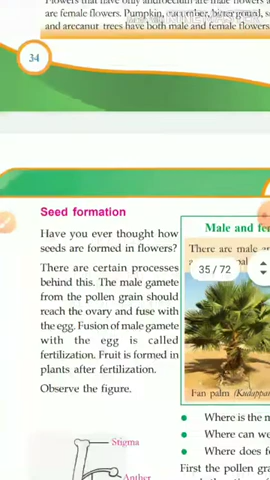 Flowers that have only androecium are male flowers a
are female flowers. Pumpkin, cucumber, bitter gourd, s
and arecanut trees have both male and female flowers
34
Seed formation
Have you ever thought how
seeds are formed in flowers?
There are certain processes
behind this. The male gamete
from the pollen grain should
reach the ovary and fuse with
the egg. Fusion of male gamete
with the egg is called
fertilization. Fruit is formed in
plants after fertilization.
Observe the figure.
Stigma
Anther
Male and fe
There are male a
35 / 72
Fan palm (Kudappan
Where is the m
Where can we
Where does f
First the pollen gra